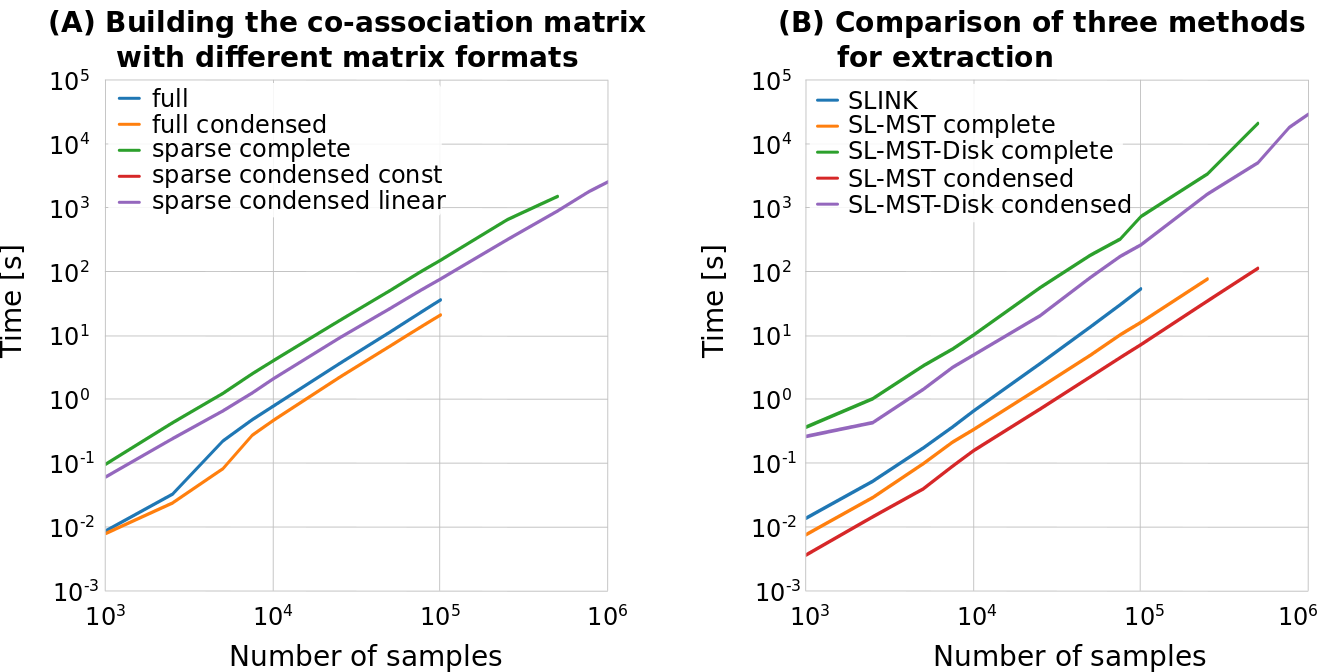 (A) Building the co-association matrix
with different matrix formats
10^5
10^4
10^3
10^2
10^1
10^0
10^-1
10^-2
10^-3
Time [s]
full
full condensed
sparse complete
sparse condensed const
sparse condensed linear
10^3 10^4 10^5 10^6
Number of samples
(B) Comparison of three methods
for extraction
10^5
10^4
10^3
10^2
10^1
10^0
10^-1
10^-2
10^-3
Time [s]
SLINK
SL-MST complete
SL-MST-Disk complete
SL-MST condensed
SL-MST-Disk condensed
10^3 10^4 10^5 10^6
Number of samples